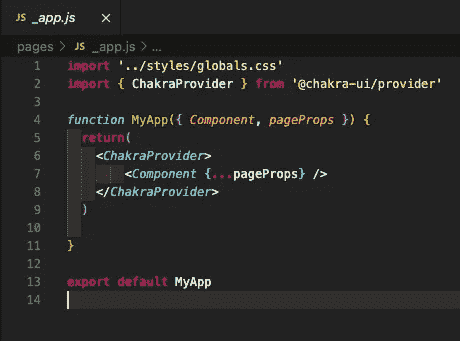 JS _app.js ×
pages > JS _app.js > ...
1 import '../styles/globals.css'
2 import { ChakraProvider } from '@chakra-ui/provider'
3
4 function MyApp({ Component, pageProps }) {
5 return(
6 <ChakraProvider>
7 <Component {...pageProps} />
8 </ChakraProvider>
9 )
10
11 }
12
13 export default MyApp
14